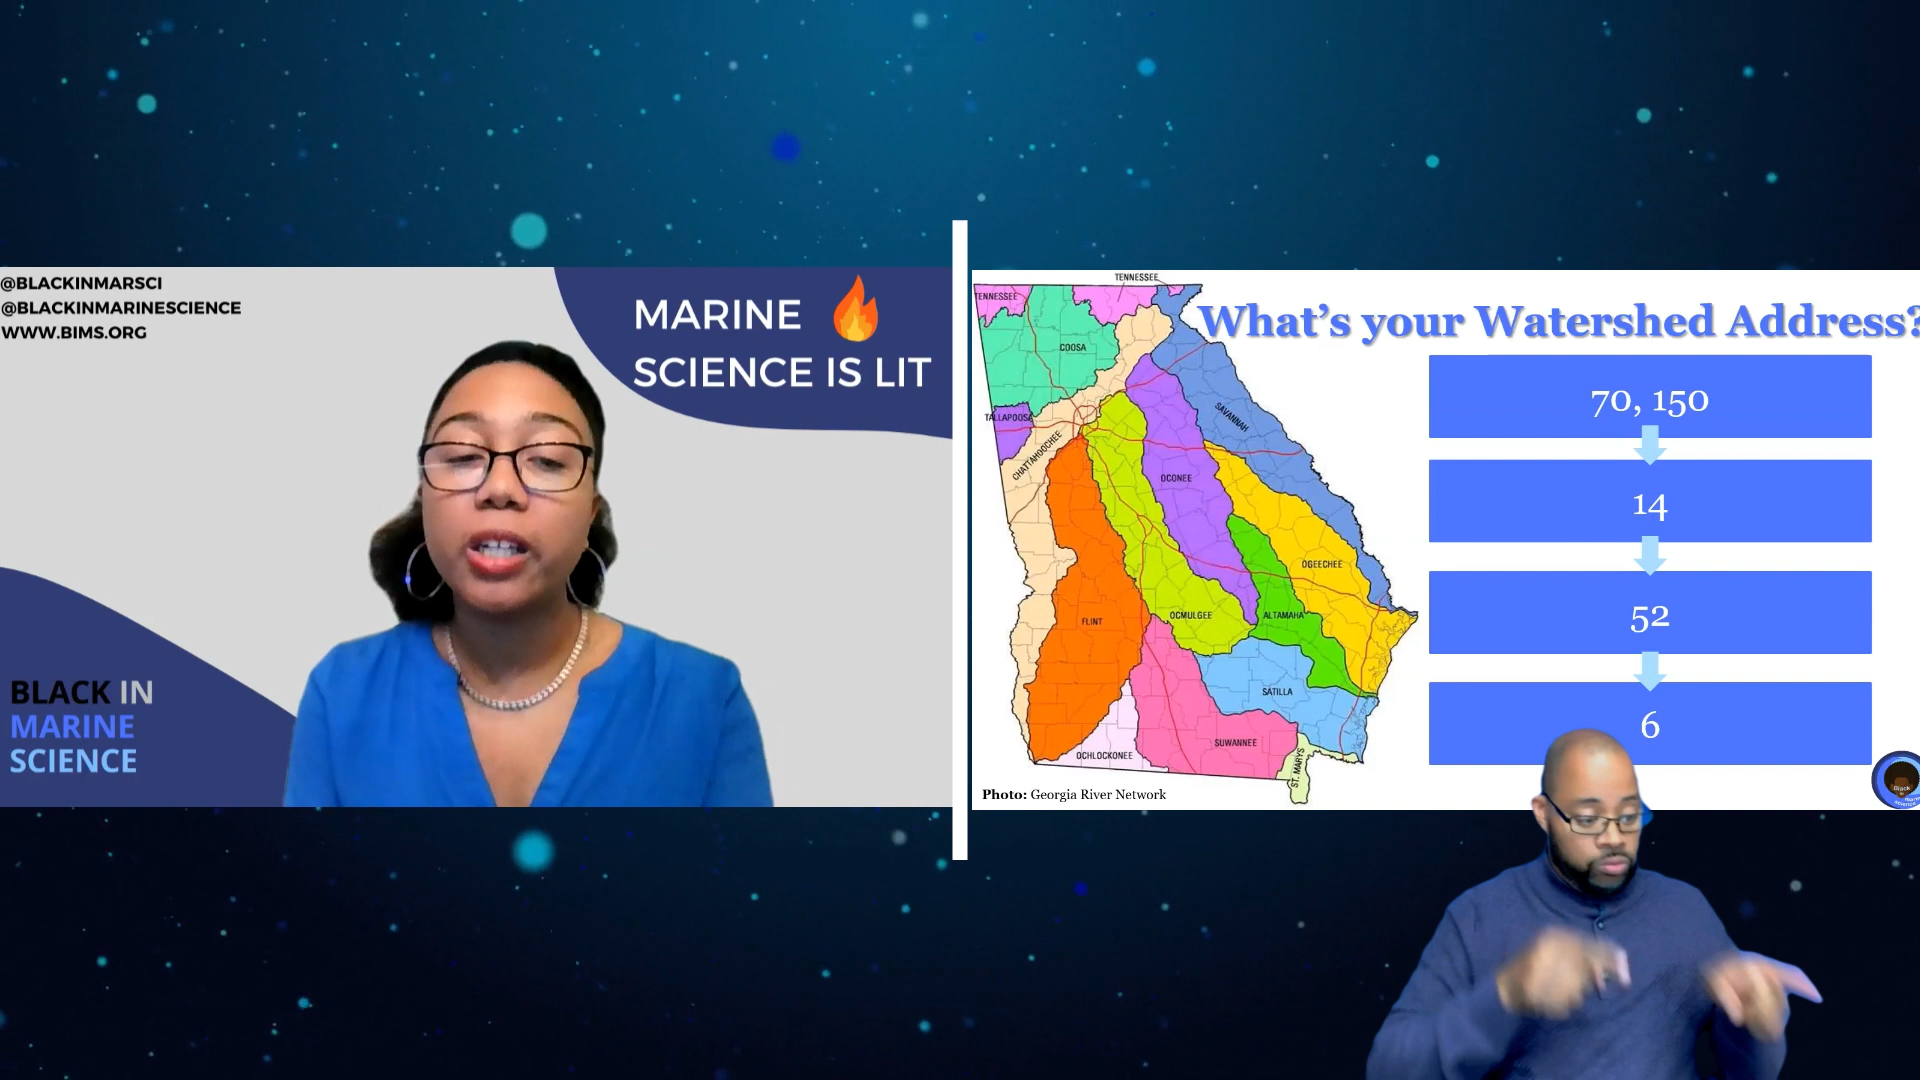 @BLACKINMARSCI
@BLACKINMARINESCIENCE
WWW.BIMS.ORG
MARINE
SCIENCE IS LIT
BLACK IN
MARINE
SCIENCE
What's your Watershed Address?
70, 150
14
52
6
TENNESSEE
TENNESSEE
COOSA
TALLAPOOSA
CHATTAHOOCHEE
SAVANNAH
OCONEE
OGEECHEE
FLINT
OCMULGEE
ALTAMAHA
SATILLA
SUWANNEE
OCHLOCKONEE
ST. MARYS
Photo: Georgia River Network
Black